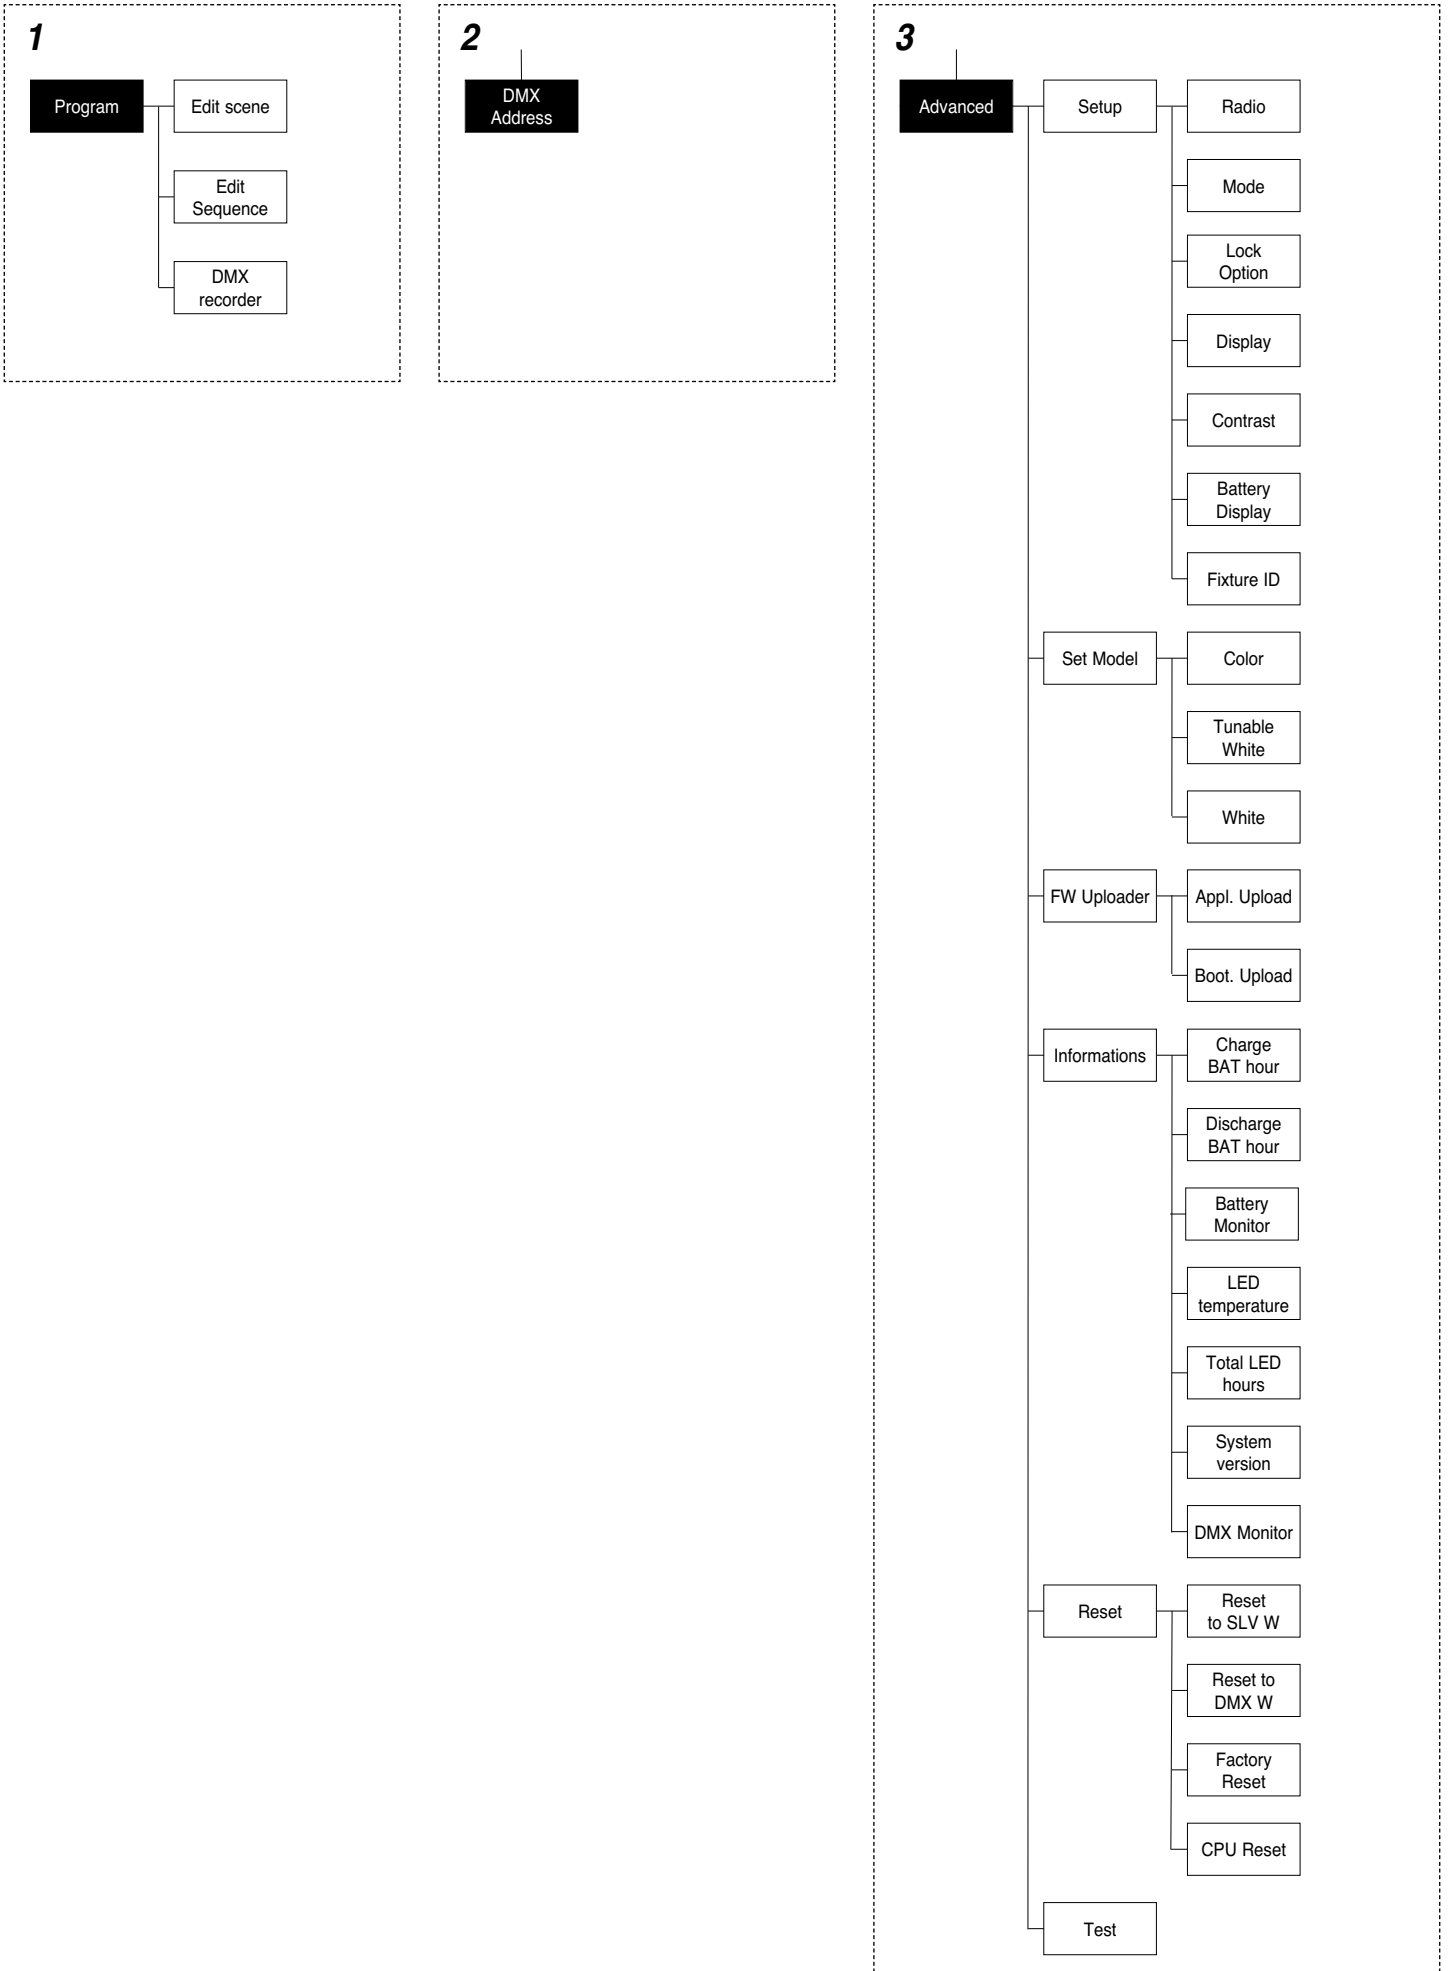 1
Program
Edit scene
Edit
Sequence
DMX
recorder
2
DMX
Address
3
Advanced
Setup
Radio
Mode
Lock
Option
Display
Contrast
Battery
Display
Fixture ID
Set Model
Color
Tunable
White
White
FW Uploader
Appl. Upload
Boot. Upload
Informations
Charge
BAT hour
Discharge
BAT hour
Battery
Monitor
LED
temperature
Total LED
hours
System
version
DMX Monitor
Reset
Reset
to SLV W
Reset to
DMX W
Factory
Reset
CPU Reset
Test